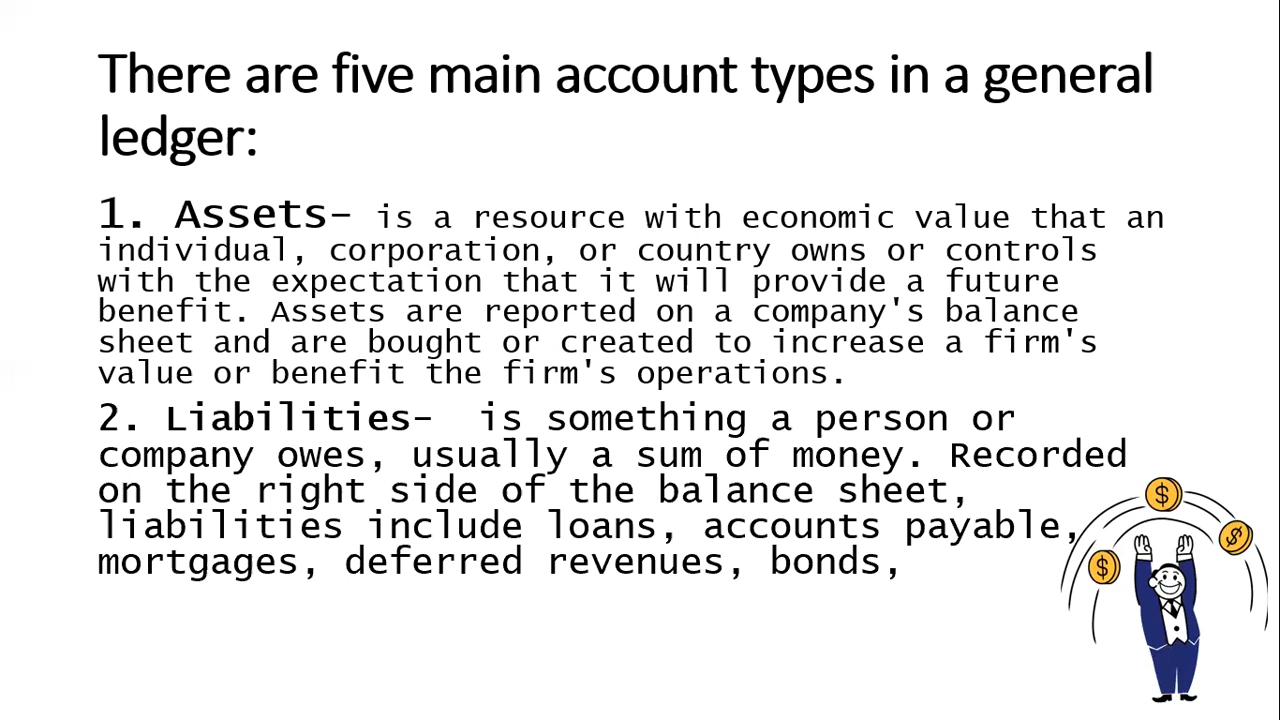 There are five main account types in a general
ledger:
1. Assets– is a resource with economic value that an
individual, corporation, or country owns or controls
with the expectation that it will provide a future
benefit. Assets are reported on a company's balance
sheet and are bought or created to increase a firm's
value or benefit the firm's operations.
2. Liabilities– is something a person or
company owes, usually a sum of money. Recorded
on the right side of the balance sheet,
liabilities include loans, accounts payable,
mortgages, deferred revenues, bonds,
$
$
$